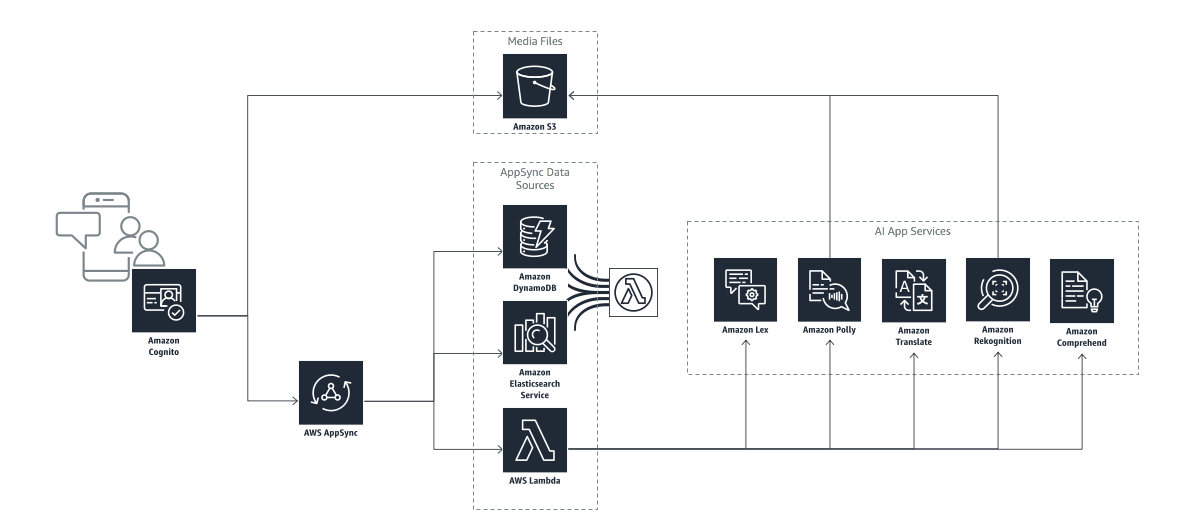 Media Files
Amazon S3
AppSync Data
Sources
Amazon
DynamoDB
Amazon
Elasticsearch
Service
AWS Lambda
Amazon
Cognito
AWS AppSync
AI App Services
Amazon Lex
Amazon Polly
A
文
Amazon
Translate
Amazon
Rekognition
Amazon
Comprehend